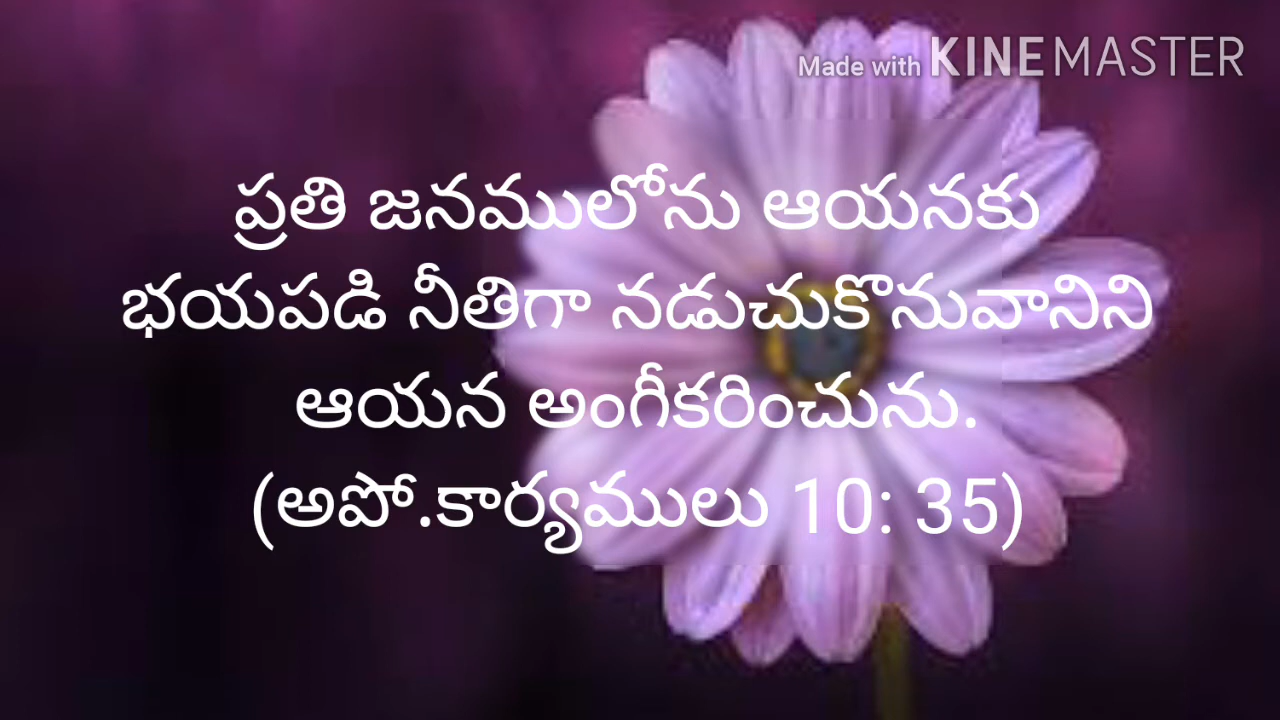 Made with KINEMASTER
ప్రతి జనములోను ఆయనకు
భయపడి నీతిగా నడుచుకొనువానిని
ఆయన అంగీకరించును.
(అపో.కార్యములు 10: 35)